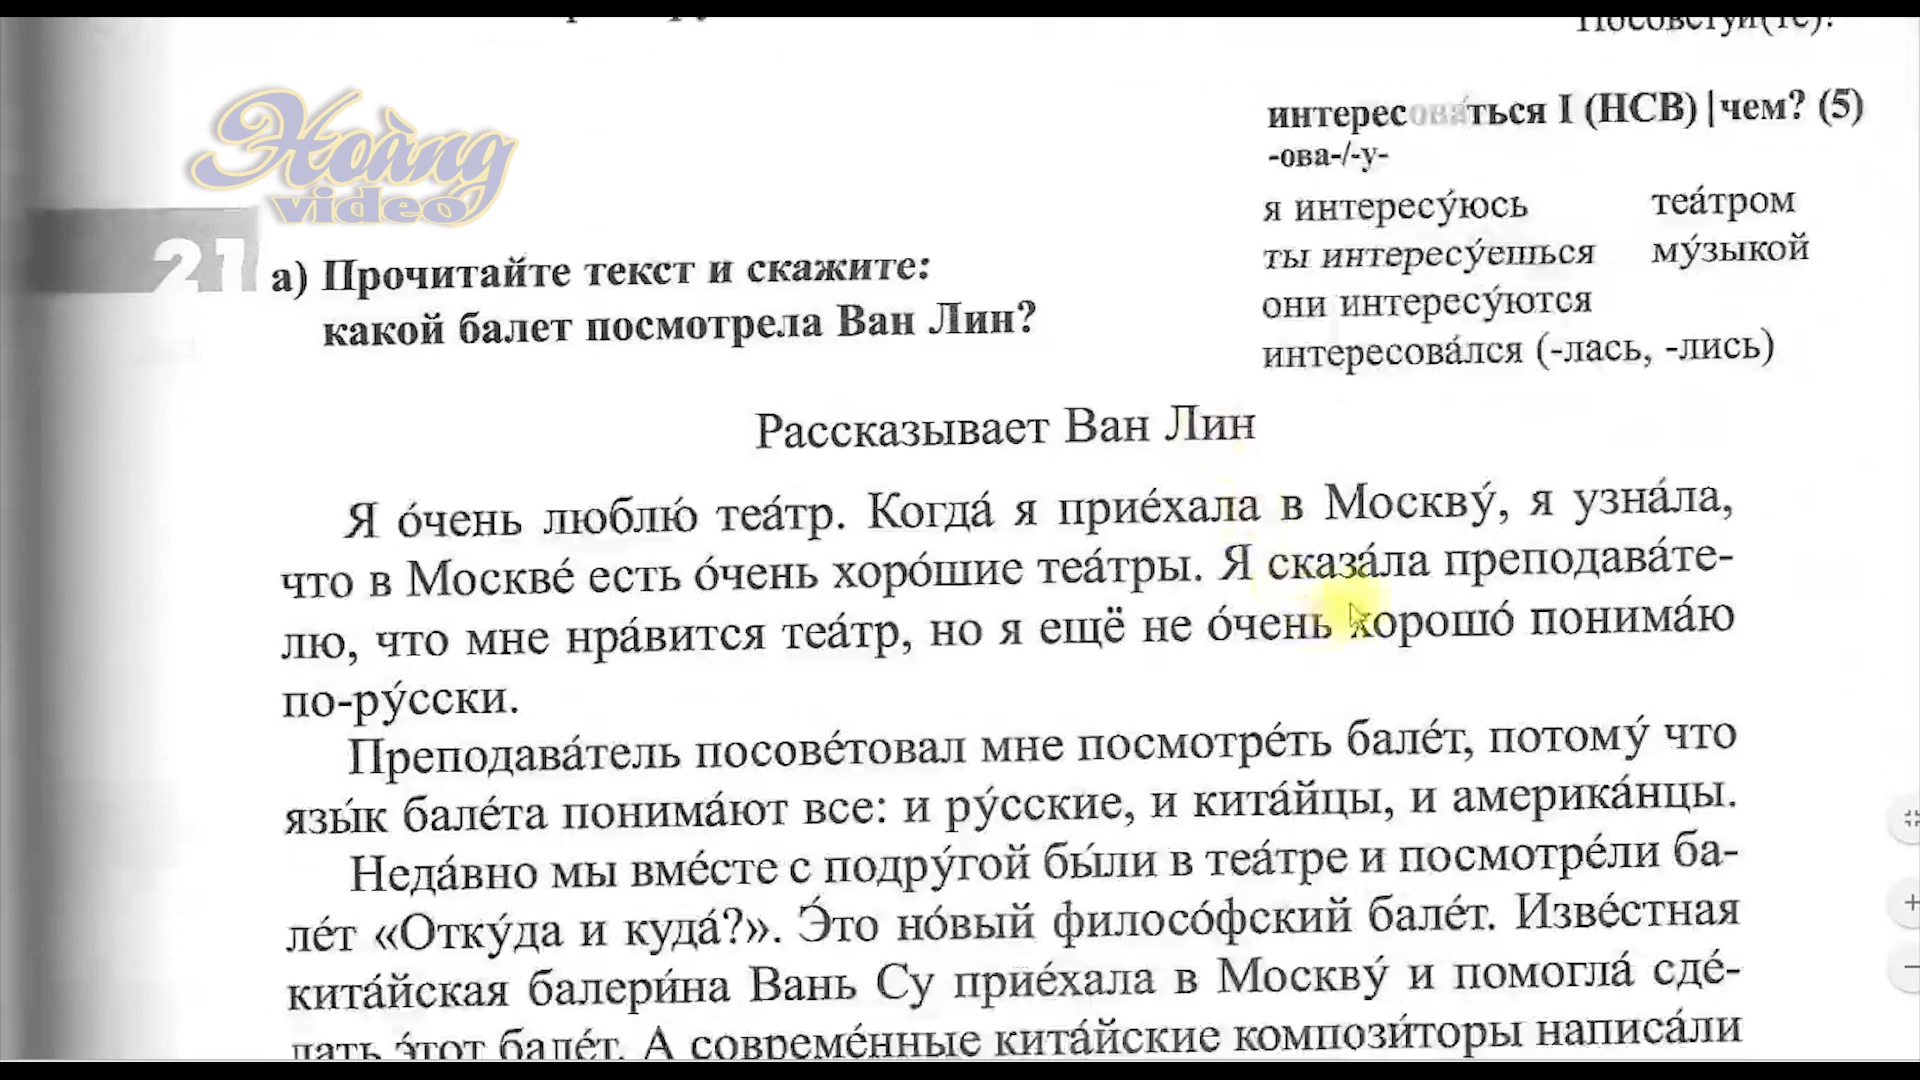 Посоветуй(те)!
Hoàng
video
интересова́ться I (НСВ) | чем? (5)
-ова-/-у-
я интересу́юсь теа́тром
ты интересу́ешься му́зыкой
они интересу́ются
интересова́лся (-лась, -лись)
21 а) Прочитайте текст и скажите:
какой балет посмотрела Ван Лин?
Рассказывает Ван Лин
Я о́чень люблю́ теа́тр. Когда́ я прие́хала в Москву́, я узна́ла,
что в Москве́ есть о́чень хоро́шие теа́тры. Я сказа́ла преподава́те-
лю, что мне нра́вится теа́тр, но я ещё не о́чень хорошо́ понима́ю
по-ру́сски.
Преподава́тель посове́товал мне посмотре́ть бале́т, потому́ что
язы́к бале́та понима́ют все: и ру́сские, и кита́йцы, и америка́нцы.
Неда́вно мы вме́сте с подру́гой бы́ли в теа́тре и посмотре́ли ба-
ле́т «Отку́да и куда́?». Э́то но́вый филосо́фский бале́т. Изве́стная
кита́йская балери́на Вань Су прие́хала в Москву́ и помогла́ сде́-
лать э́тот бале́т. А совреме́нные кита́йские компози́торы написа́ли